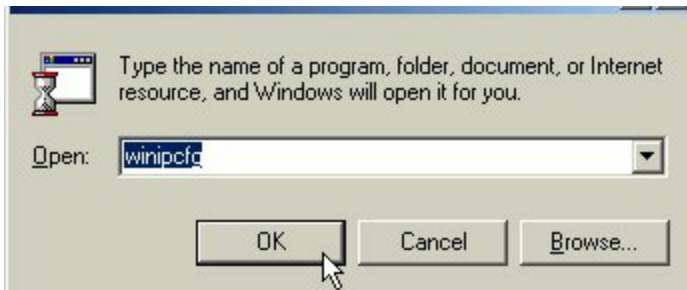 Type the name of a program, folder, document, or Internet
resource, and Windows will open it for you.
Open: winipcfg
OK Cancel Browse...